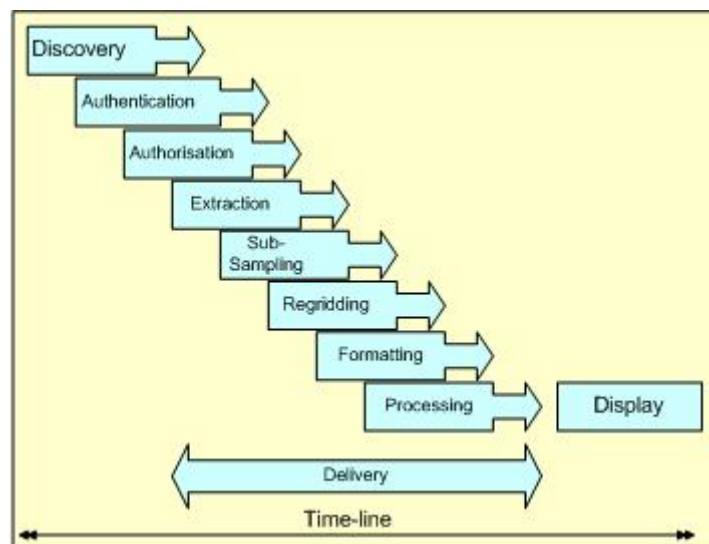 Discovery
Authentication
Authorisation
Extraction
Sub-
Sampling
Regridding
Formatting
Processing
Display
Delivery
Time-line